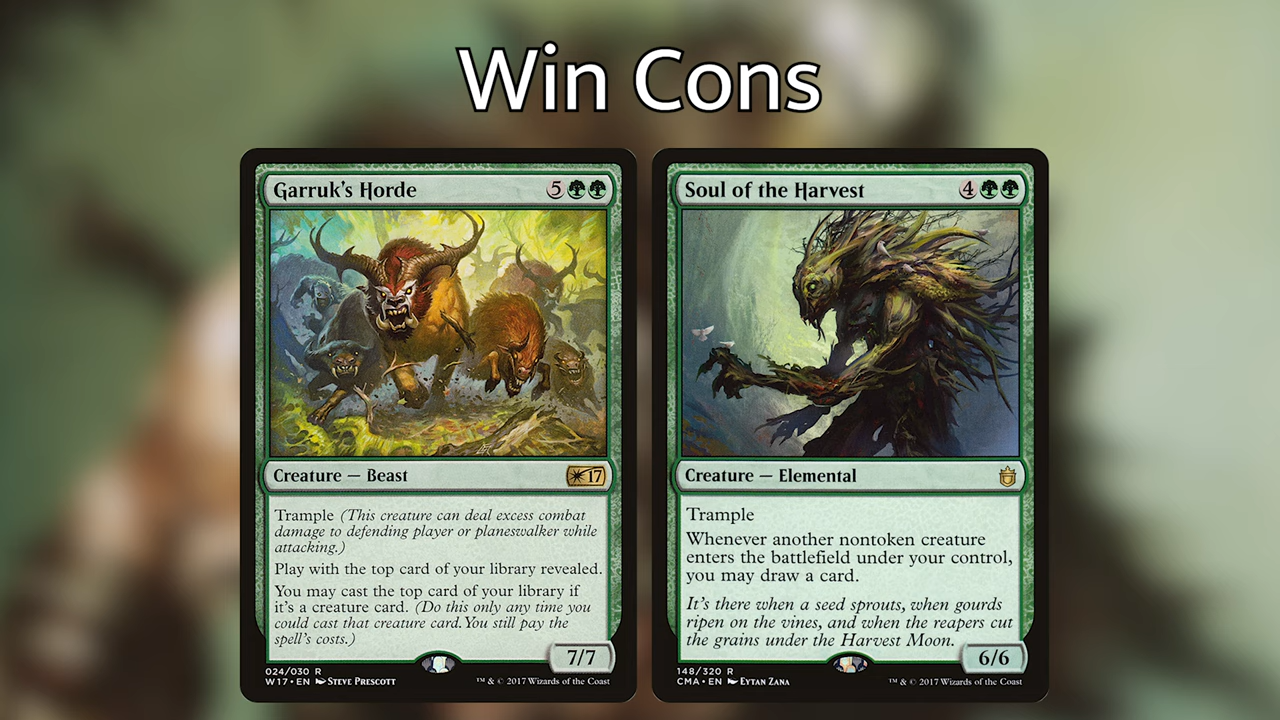 Win Cons
Garruk's Horde 5
Creature — Beast
17
Trample (This creature can deal excess combat
damage to defending player or planeswalker while
attacking.)
Play with the top card of your library revealed.
You may cast the top card of your library if
it's a creature card. (Do this only any time you
could cast that creature card. You still pay the
spell's costs.)
7/7
024/030 R
W17 • EN Steve Prescott
™ & © 2017 Wizards of the Coast
Soul of the Harvest 4
Creature — Elemental
Trample
Whenever another nontoken creature
enters the battlefield under your control,
you may draw a card.
It's there when a seed sprouts, when gourds
ripen on the vines, and when the reapers cut
the grains under the Harvest Moon.
6/6
148/320 R
CMA • EN Eytan Zana
™ & © 2017 Wizards of the Coast